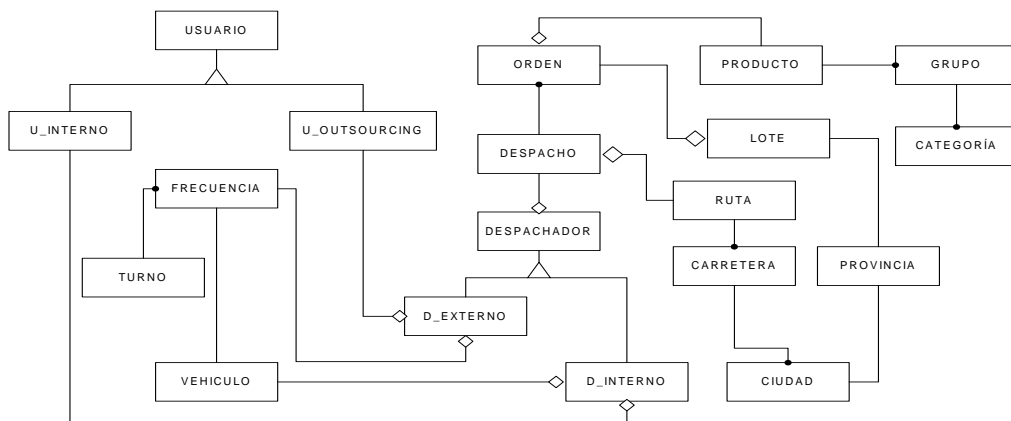 USUARIO
ORDEN
PRODUCTO
GRUPO
U_INTERNO
U_OUTSOURCING
DESPACHO
LOTE
CATEGORÍA
FRECUENCIA
RUTA
DESPACHADOR
TURNO
CARRETERA
PROVINCIA
D_EXTERNO
VEHICULO
D_INTERNO
CIUDAD